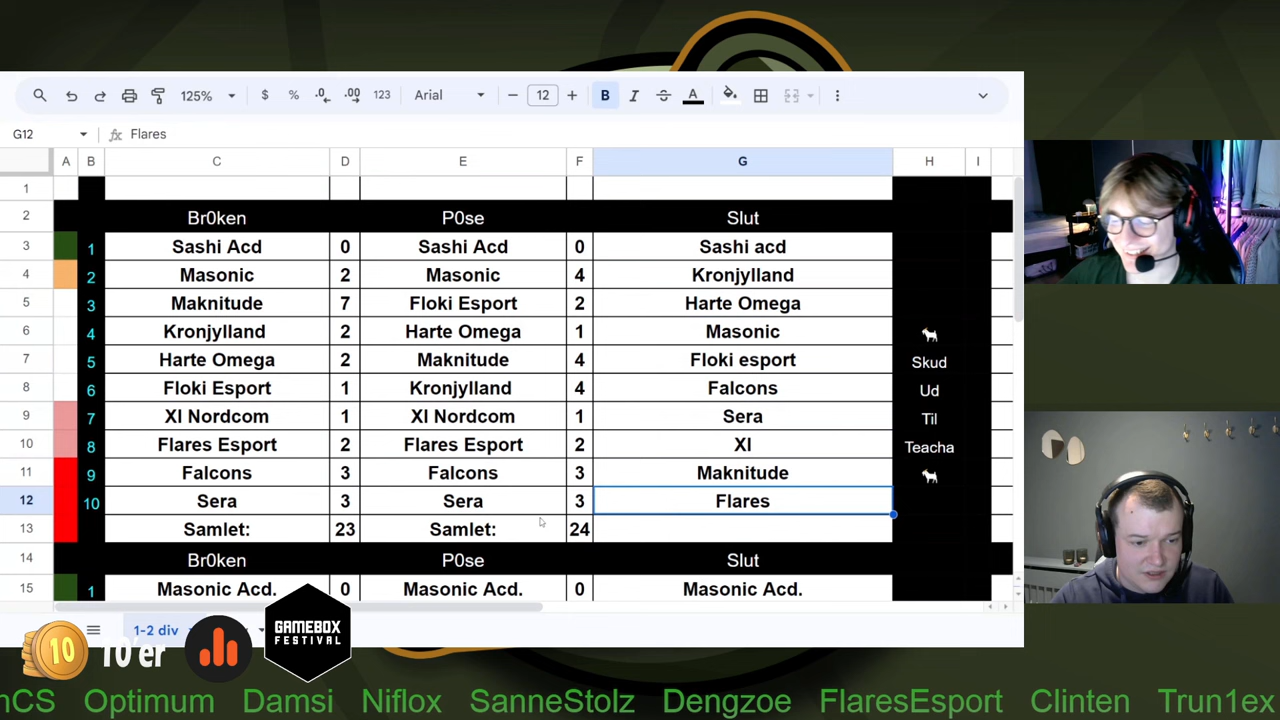 125% $ % .0 .00 123 Arial 12 B I S A
G12 fx Flares
A B C D E F G H I
1
2 Br0ken P0se Slut
3 1 Sashi Acd 0 Sashi Acd 0 Sashi acd
4 2 Masonic 2 Masonic 4 Kronjylland
5 3 Maknitude 7 Floki Esport 2 Harte Omega
6 4 Kronjylland 2 Harte Omega 1 Masonic 🐐
7 5 Harte Omega 2 Maknitude 4 Floki esport Skud
8 6 Floki Esport 1 Kronjylland 4 Falcons Ud
9 7 XI Nordcom 1 XI Nordcom 1 Sera Til
10 8 Flares Esport 2 Flares Esport 2 XI Teacha
11 9 Falcons 3 Falcons 3 Maknitude 🐐
12 10 Sera 3 Sera 3 Flares
13 Samlet: 23 Samlet: 24
14 Br0ken P0se Slut
15 1 Masonic Acd. 0 Masonic Acd. 0 Masonic Acd.
1-2 div
10 10'er
GAMEBOX
FESTIVAL
nCS Optimum Damsi Niflox SanneStolz Dengzoe FlaresEsport Clinten Trun1ex